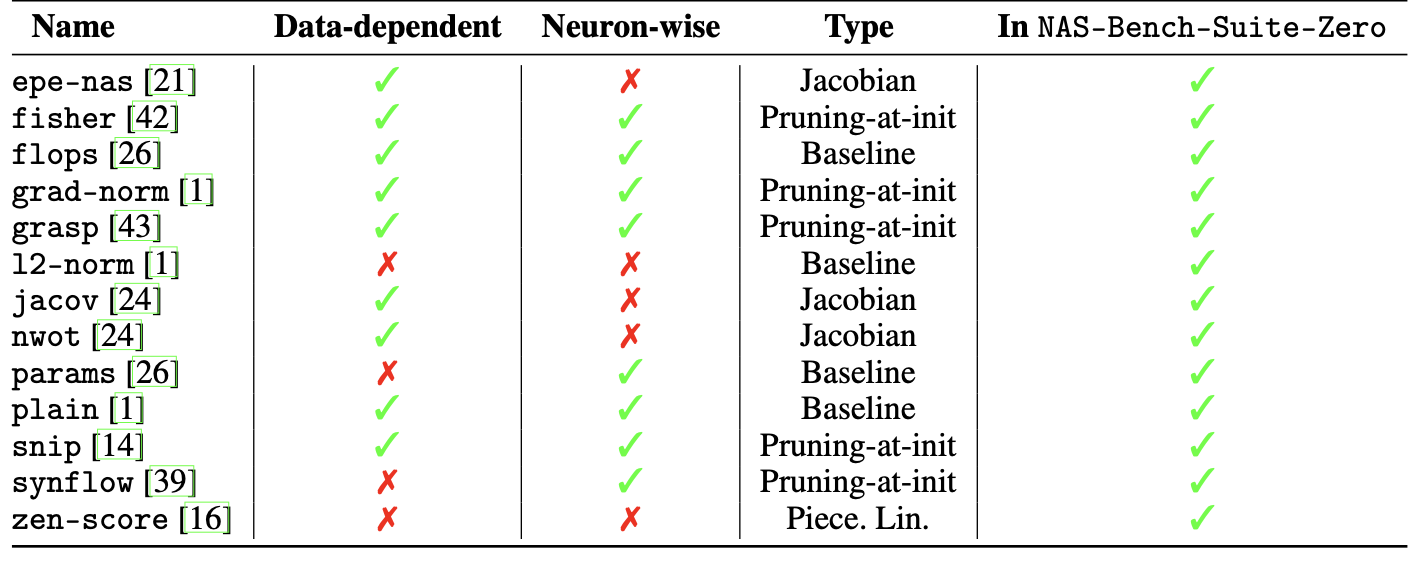 Name Data-dependent Neuron-wise Type In NAS-Bench-Suite-Zero
epe-nas [21] ✓ ✗ Jacobian ✓
fisher [42] ✓ ✓ Pruning-at-init ✓
flops [26] ✓ ✓ Baseline ✓
grad-norm [1] ✓ ✓ Pruning-at-init ✓
grasp [43] ✓ ✓ Pruning-at-init ✓
l2-norm [1] ✗ ✗ Baseline ✓
jacov [24] ✓ ✗ Jacobian ✓
nwot [24] ✓ ✗ Jacobian ✓
params [26] ✗ ✓ Baseline ✓
plain [1] ✓ ✓ Baseline ✓
snip [14] ✓ ✓ Pruning-at-init ✓
synflow [39] ✗ ✓ Pruning-at-init ✓
zen-score [16] ✗ ✗ Piece. Lin. ✓